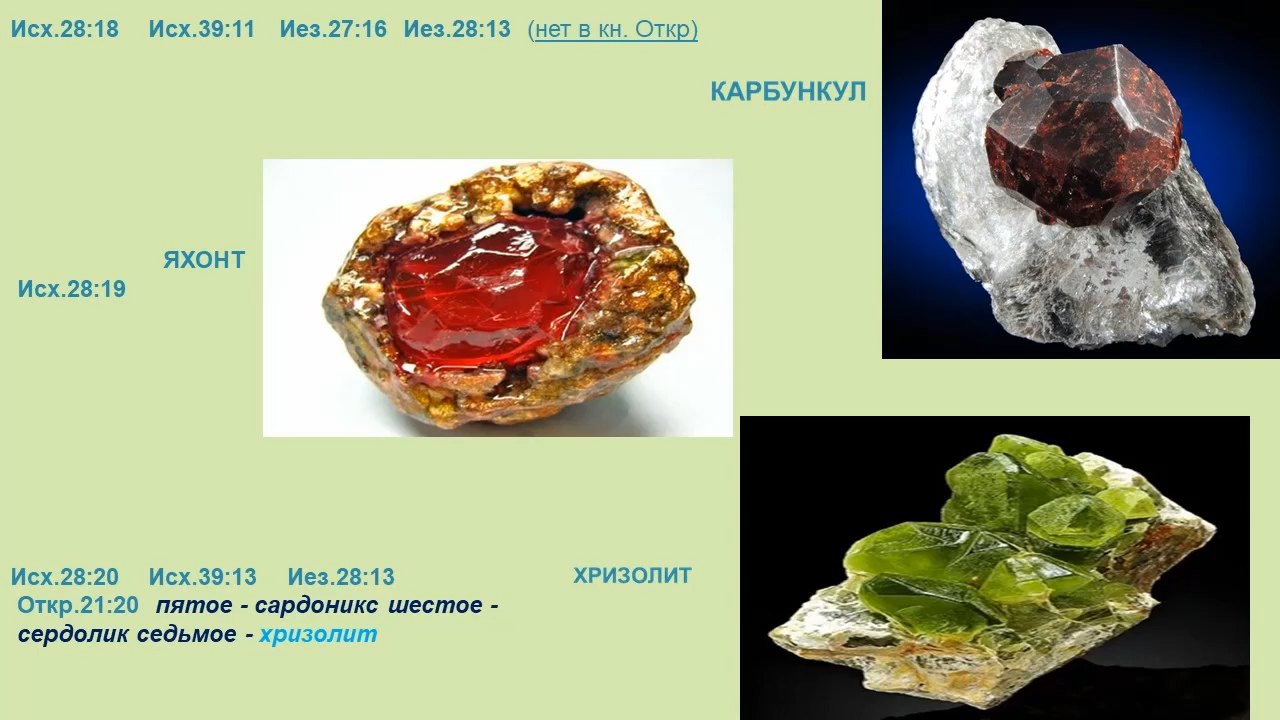 Исх.28:18 Исх.39:11 Иез.27:16 Иез.28:13 (нет в кн. Откр)
КАРБУНКУЛ
ЯХОНТ
Исх.28:19
Исх.28:20 Исх.39:13 Иез.28:13
ХРИЗОЛИТ
Откр.21:20 пятое - сардоникс шестое -
сердолик седьмое - хризолит